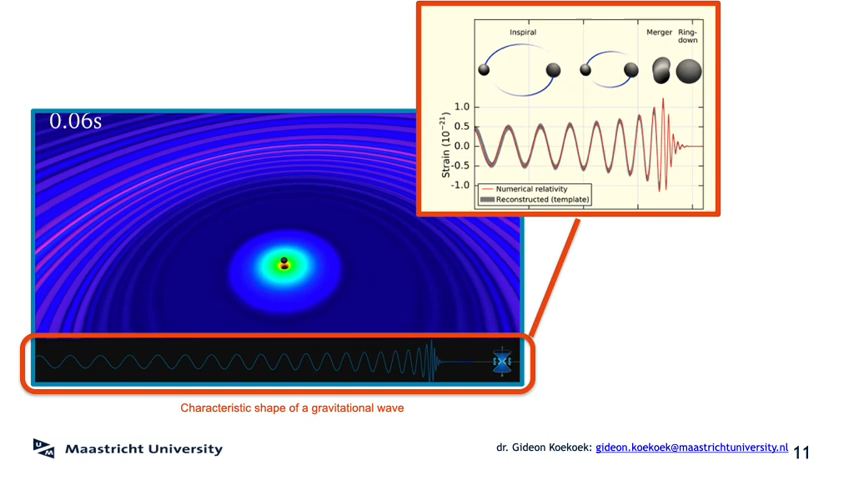 0.06s
Inspiral
Merger
Ring-
down
1.0
0.5
0.0
-0.5
-1.0
Strain (10⁻²¹)
Numerical relativity
Reconstructed (template)
Characteristic shape of a gravitational wave
UM
Maastricht University
dr. Gideon Koekoek: gideon.koekoek@maastrichtuniversity.nl
11